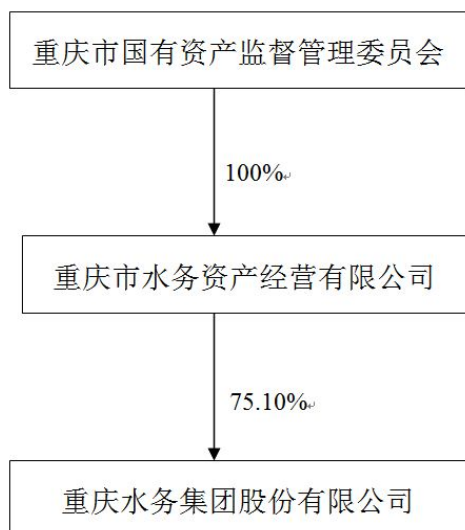 重庆市国有资产监督管理委员会
100%
重庆市水务资产经营有限公司
75.10%
重庆水务集团股份有限公司